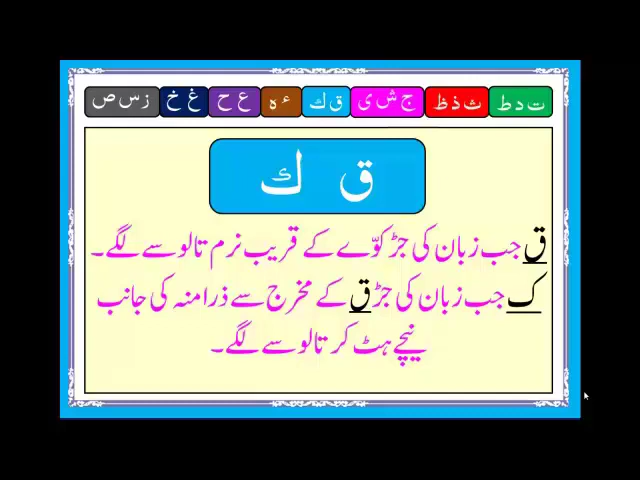 ت د ط ث ذ ظ ج ش ی ق ك ء ہ ع ح غ خ ز س ص
ق ك
ق جب زبان کی جڑ کوّے کے قریب نرم تالو سے لگے۔
ک جب زبان کی جڑ ق کے مخرج سے ذرا منہ کی جانب
نیچے ہٹ کر تالو سے لگے۔